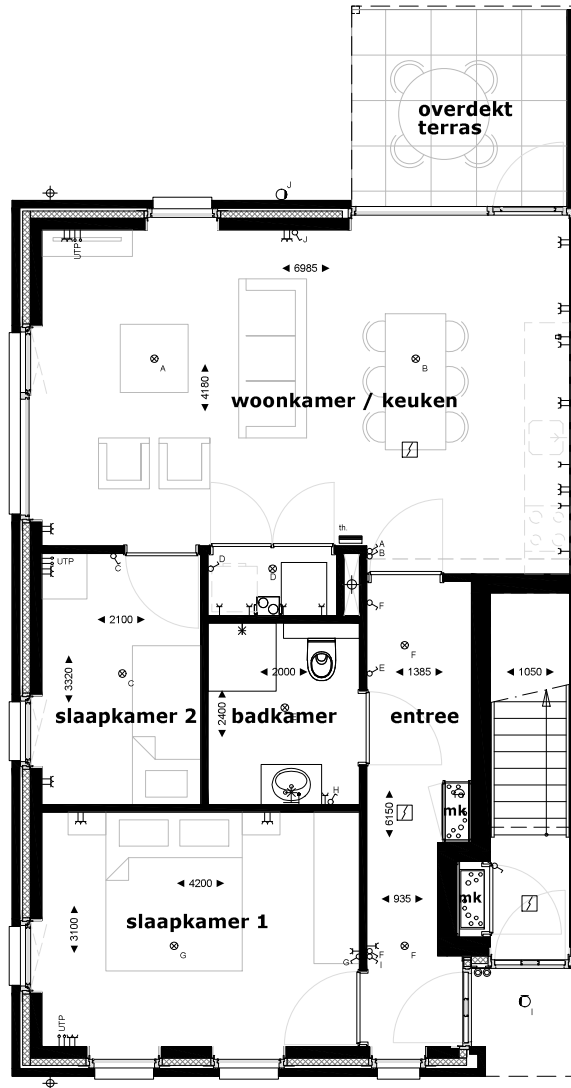 overdekt
terras
J
J
UTP
6985
A
B
4180
woonkamer / keuken
th.
A
B
UTP
C
D
D
F
2100
F
2000
E
1385
1050
3320
C
2400
slaapkamer 2
badkamer
entree
H
6150
mk
4200
935
mk
slaapkamer 1
3100
G
F
F
G
I
I
UTP